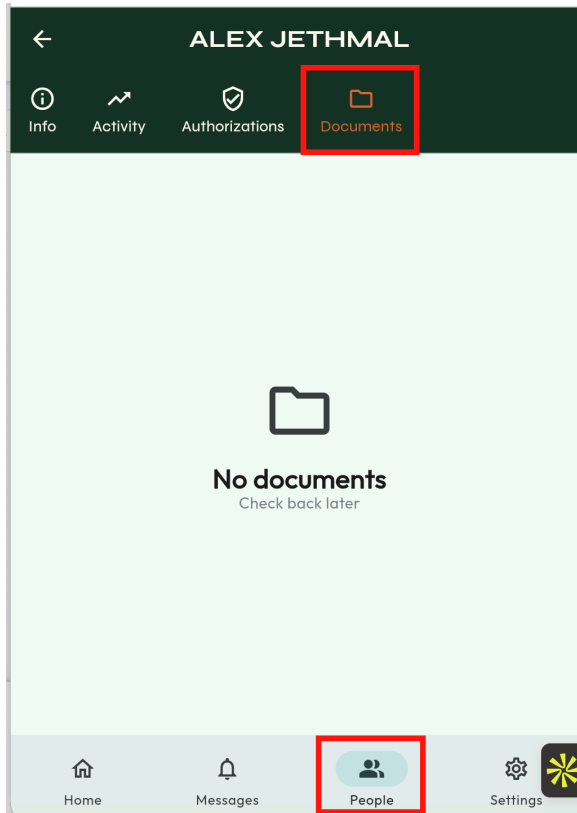 ALEX JETHMAL
Info Activity Authorizations Documents
No documents
Check back later
Home Messages People Settings